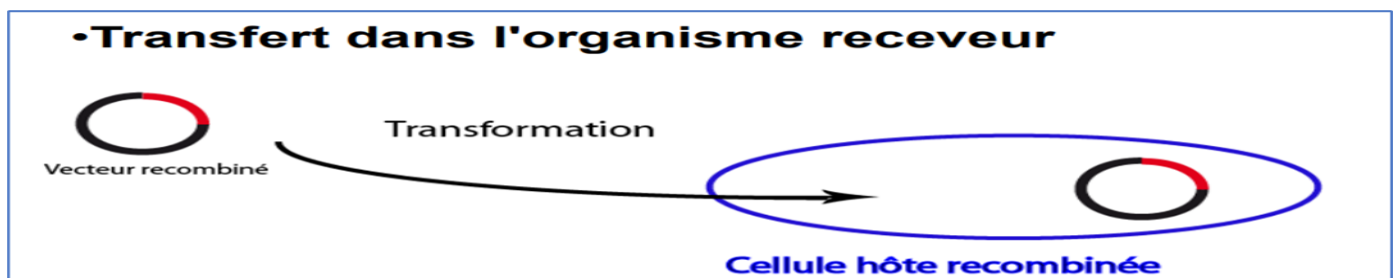 •Transfert dans l'organisme receveur
Transformation
Vecteur recombiné
Cellule hôte recombinée